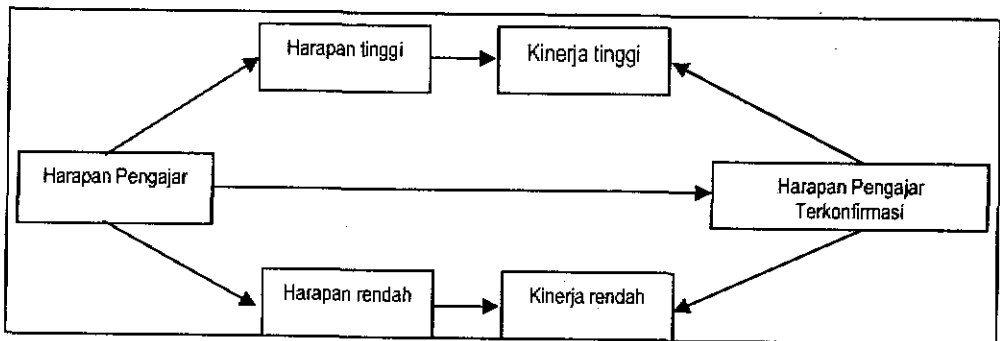 Harapan tinggi
Kinerja tinggi
Harapan Pengajar
Harapan Pengajar
Terkonfirmasi
Harapan rendah
Kinerja rendah